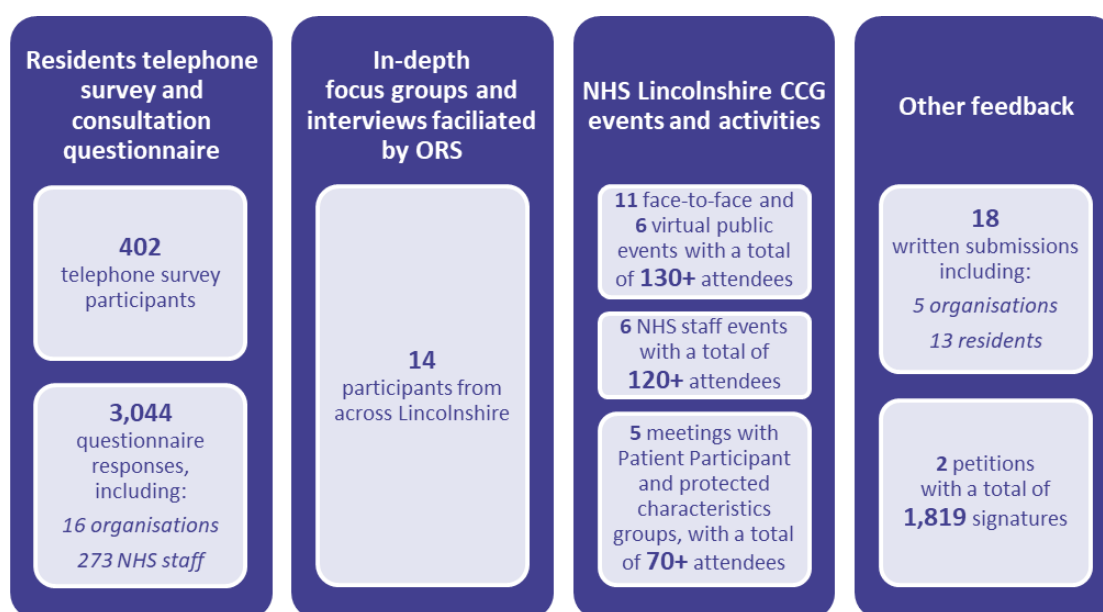 Residents telephone
survey and
consultation
questionnaire
402
telephone survey
participants
3,044
questionnaire
responses,
including:
16 organisations
273 NHS staff
In-depth
focus groups and
interviews faciliated
by ORS
14
participants from
across Lincolnshire
NHS Lincolnshire CCG
events and activities
11 face-to-face and
6 virtual public
events with a total
of 130+ attendees
6 NHS staff events
with a total of
120+ attendees
5 meetings with
Patient Participant
and protected
characteristics
groups, with a total
of 70+ attendees
Other feedback
18
written submissions
including:
5 organisations
13 residents
2 petitions
with a total of
1,819 signatures